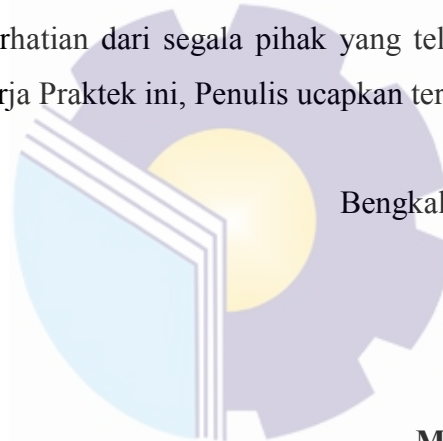 rhatian dari segala pihak yang tel
rja Praktek ini, Penulis ucapkan ter
Bengkal
M